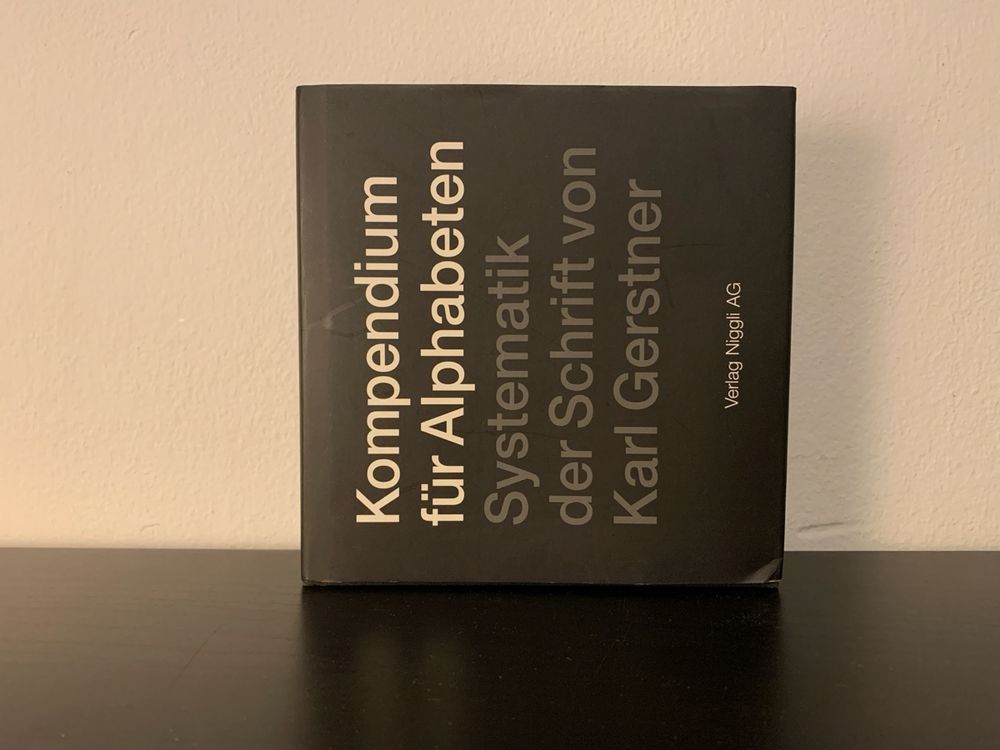 Kompendium
für Alphabeten
Systematik
der Schrift von
Karl Gerstner
Verlag Niggli AG